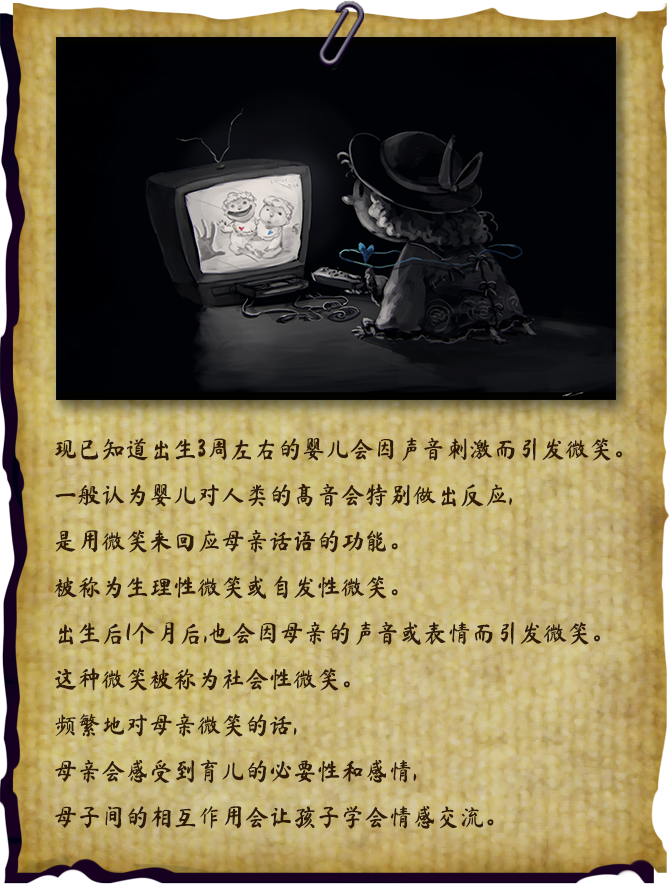 现已知道出生3周左右的婴儿会因声音刺激而引发微笑。
一般认为婴儿对人类的高音会特别做出反应,
是用微笑来回应母亲话语的功能。
被称为生理性微笑或自发性微笑。
出生后1个月后,也会因母亲的声音或表情而引发微笑。
这种微笑被称为社会性微笑。
频繁地对母亲微笑的话,
母亲会感受到育儿的必要性和感情,
母子间的相互作用会让孩子学会情感交流。